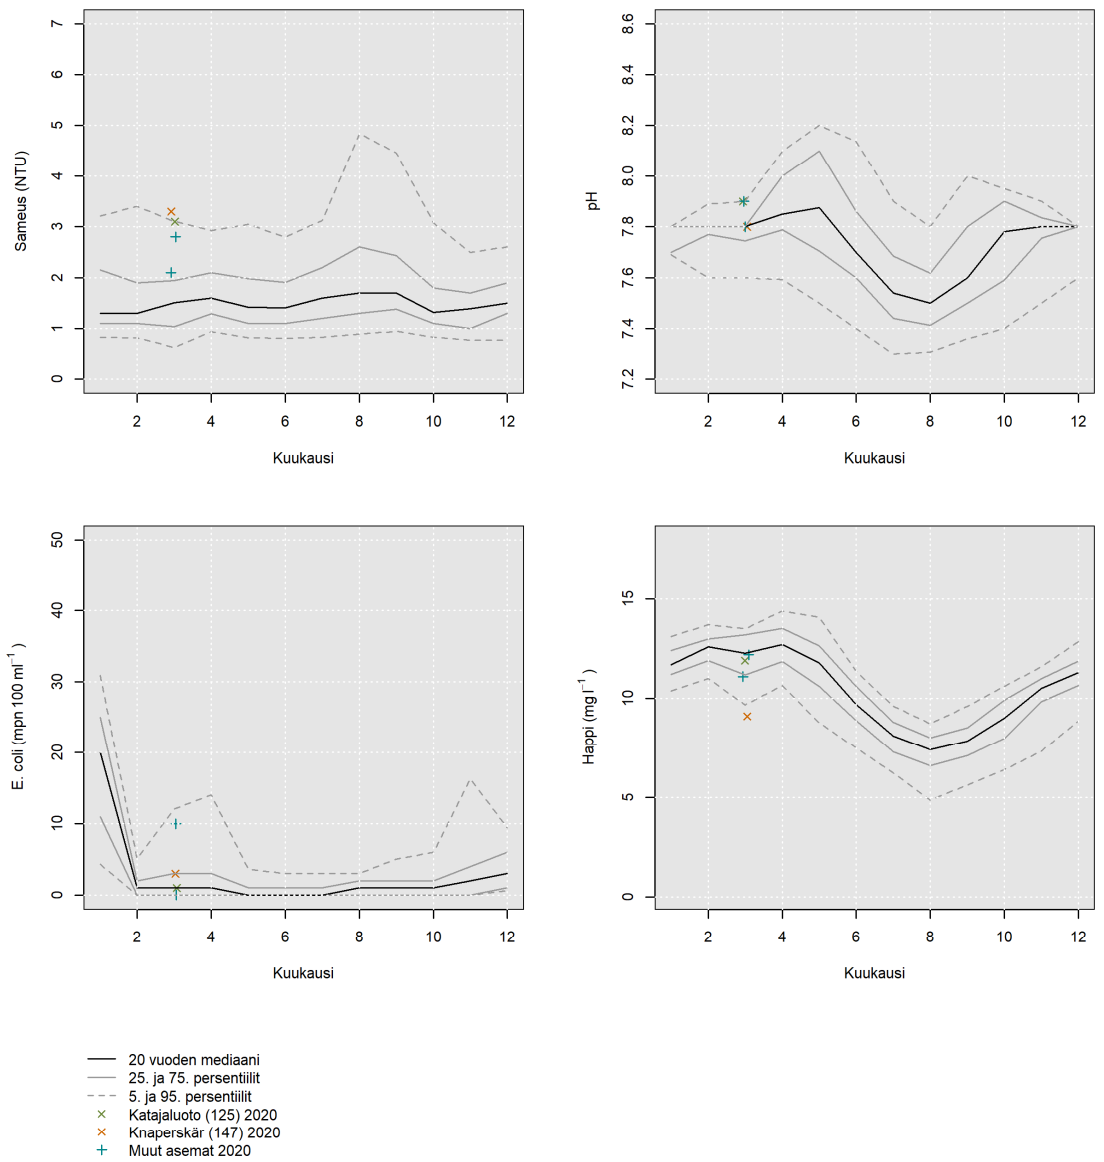 7
6
5
4
3
2
1
0
Sameus (NTU)
2 4 6 8 10 12
Kuukausi
8.6
8.4
8.2
8.0
7.8
7.6
7.4
7.2
pH
2 4 6 8 10 12
Kuukausi
50
40
30
20
10
0
E. coli (mpn 100 ml⁻¹ )
2 4 6 8 10 12
Kuukausi
15
10
5
0
Happi (mg l⁻¹ )
2 4 6 8 10 12
Kuukausi
20 vuoden mediaani
25. ja 75. persentiilit
5. ja 95. persentiilit
Katajaluoto (125) 2020
Knaperskär (147) 2020
Muut asemat 2020